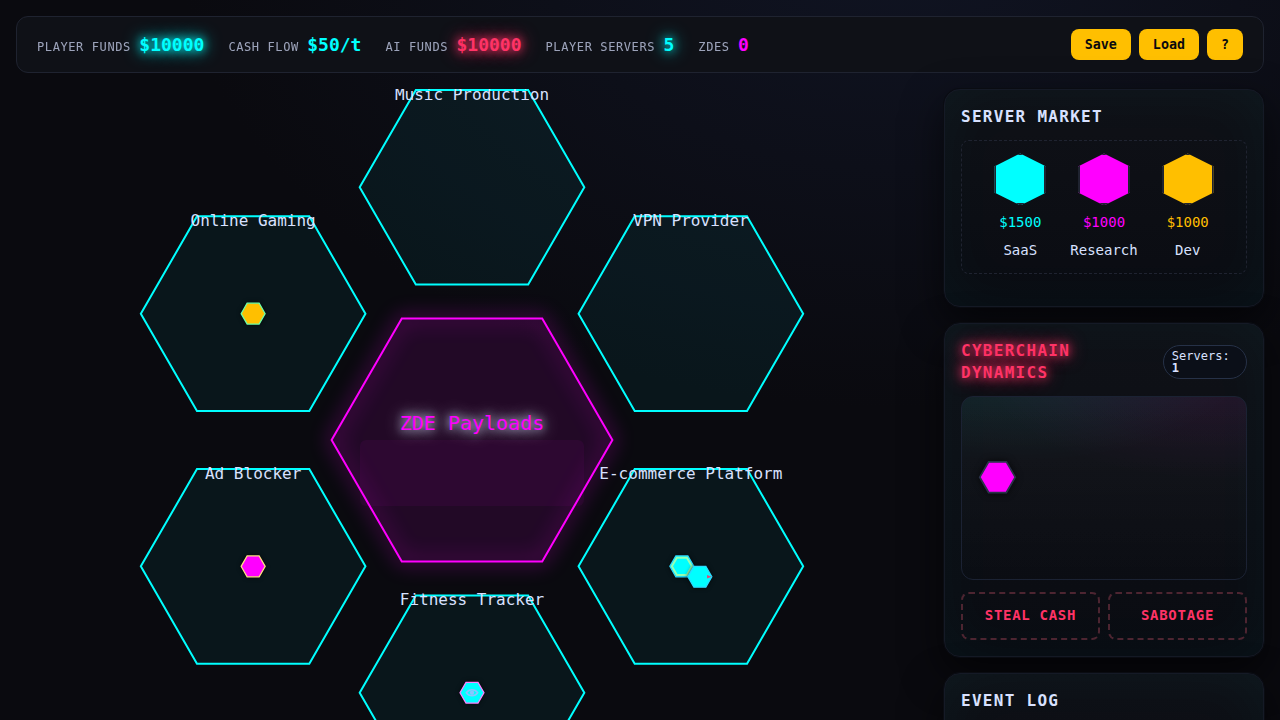 PLAYER FUNDS $10000 CASH FLOW $50/t AI FUNDS $10000 PLAYER SERVERS 5 ZDES 0
Save Load ?
Music Production
Online Gaming
VPN Provider
ZDE Payloads
Ad Blocker
E-commerce Platform
Fitness Tracker
SERVER MARKET
$1500 $1000 $1000
SaaS Research Dev
CYBERCHAIN
DYNAMICS
Servers:
1
STEAL CASH SABOTAGE
EVENT LOG